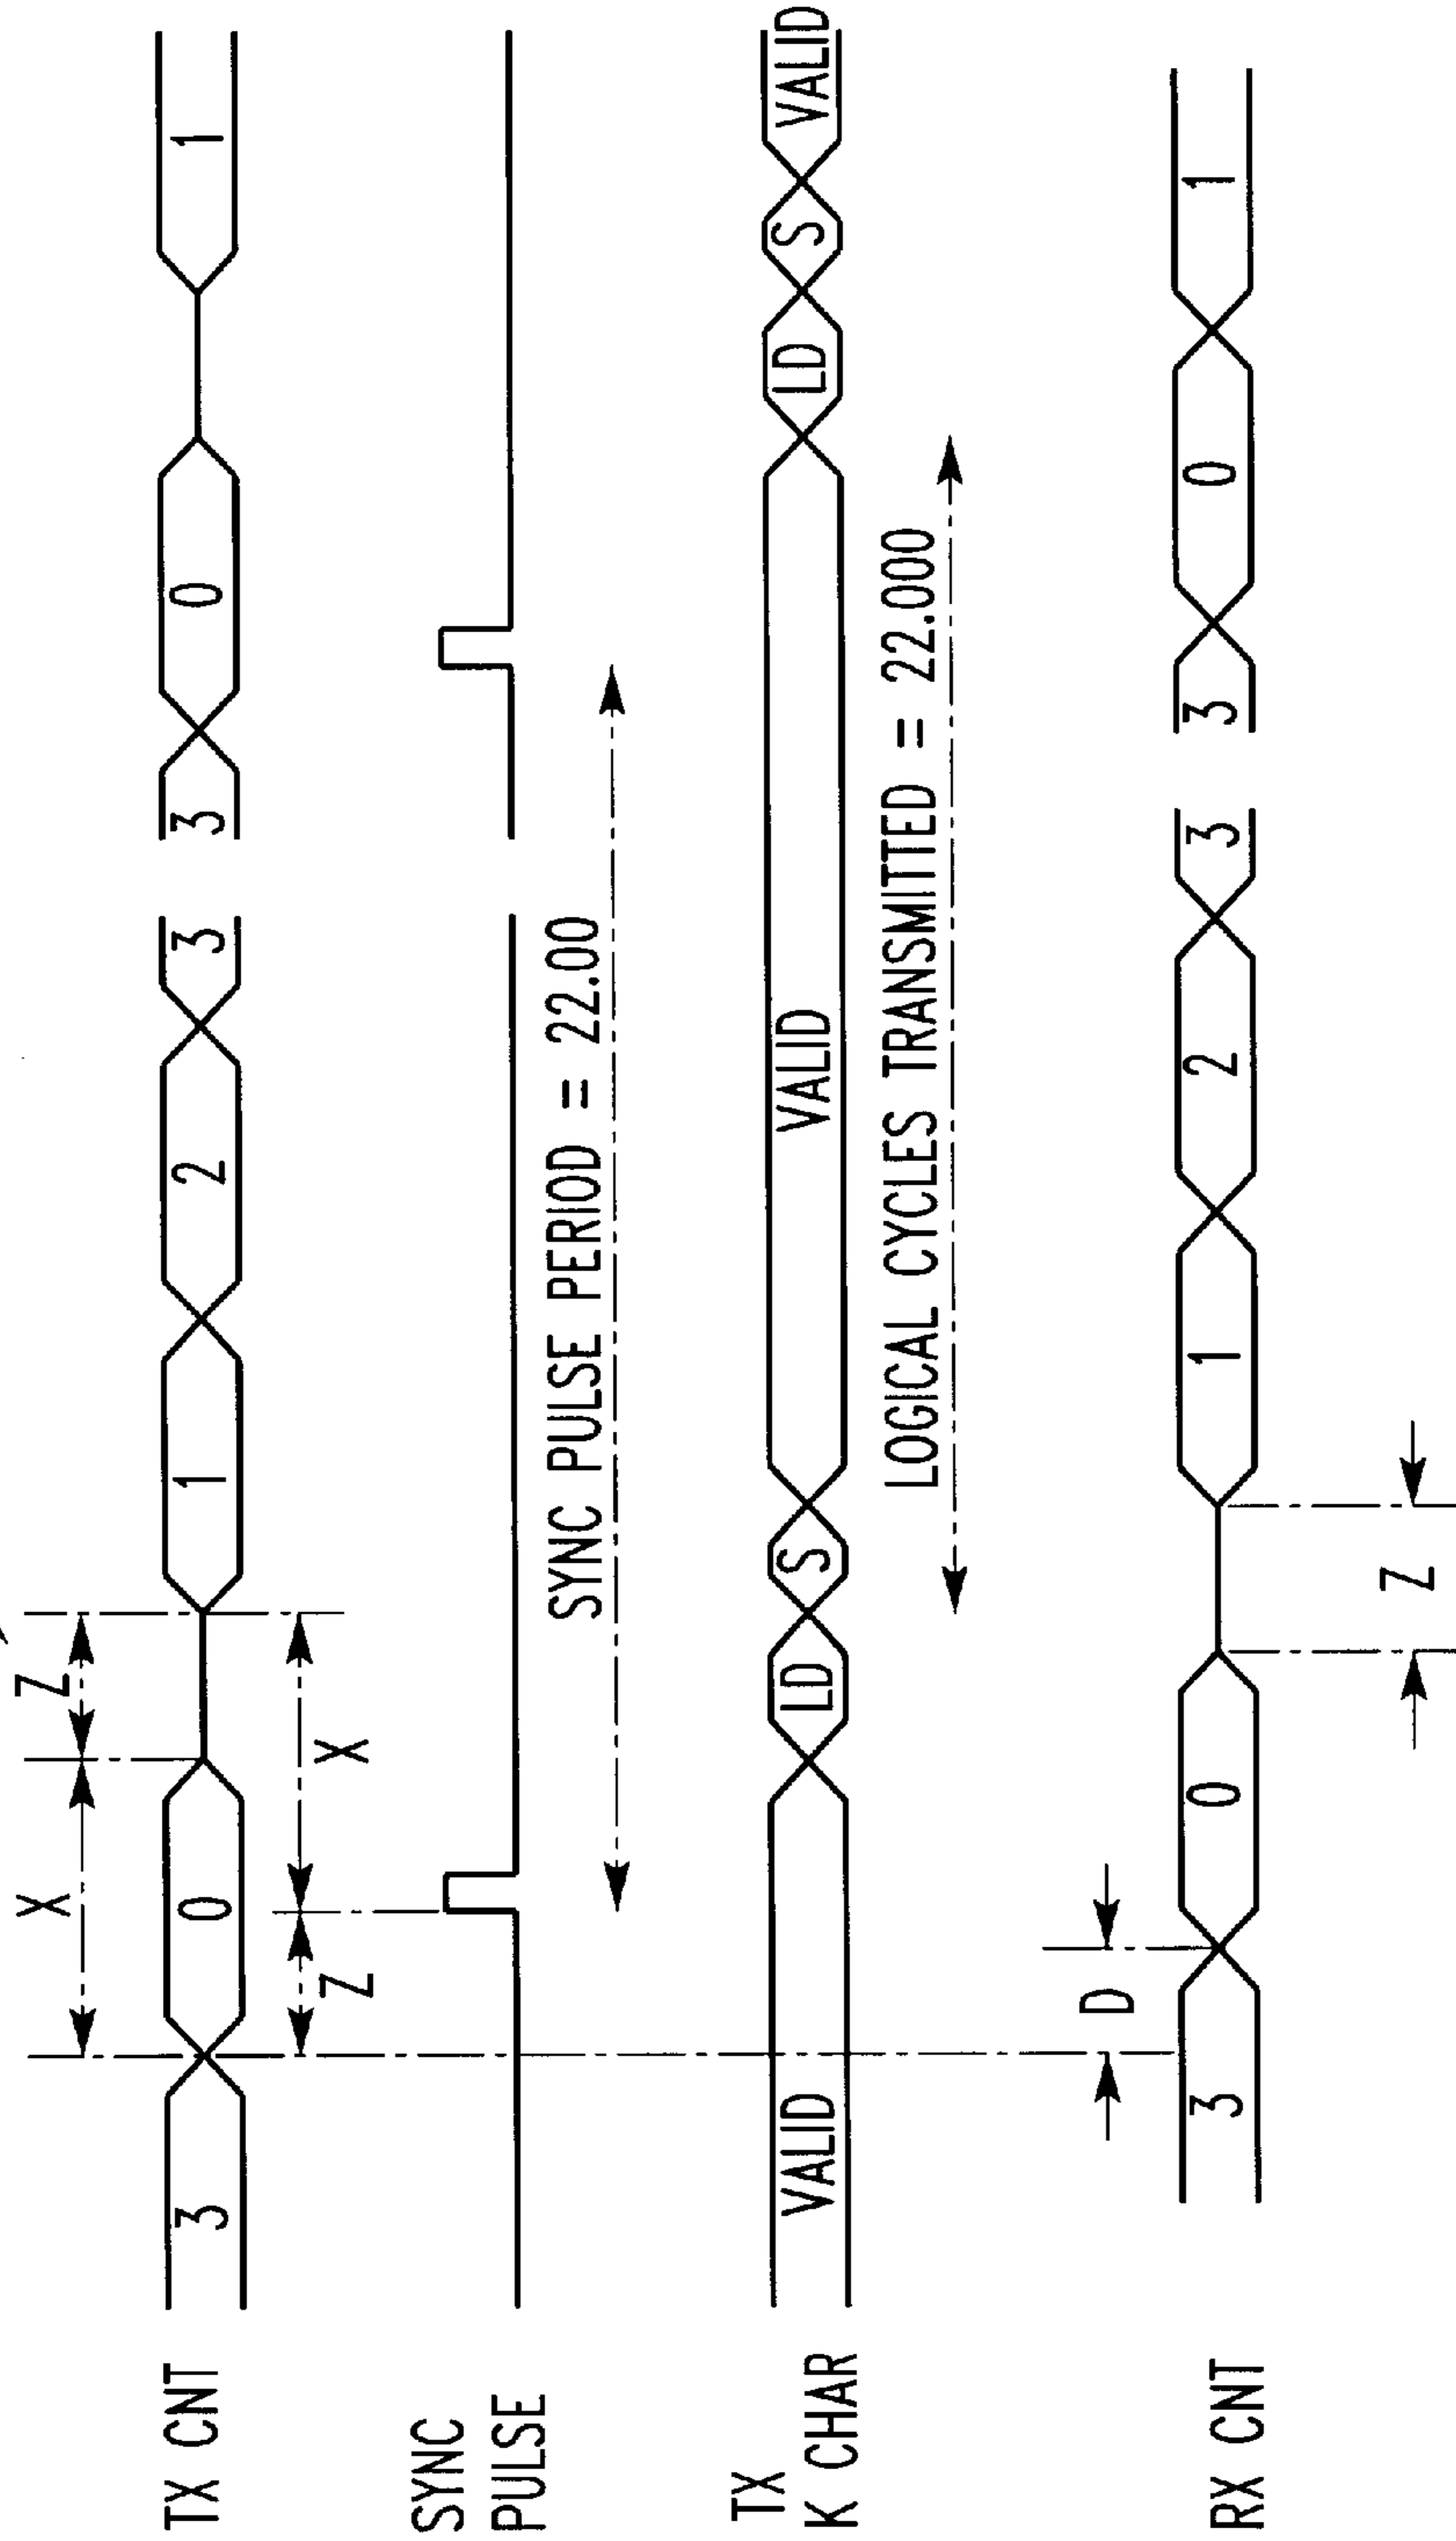 X
Z
TX CNT
3
0
1
2
3
3
0
1
Z
X
SYNC
PULSE
SYNC PULSE PERIOD = 22.00
TX
K CHAR
VALID
LD
S
VALID
LD
S
VALID
LOGICAL CYCLES TRANSMITTED = 22.000
D
RX CNT
3
0
1
2
3
3
0
1
Z